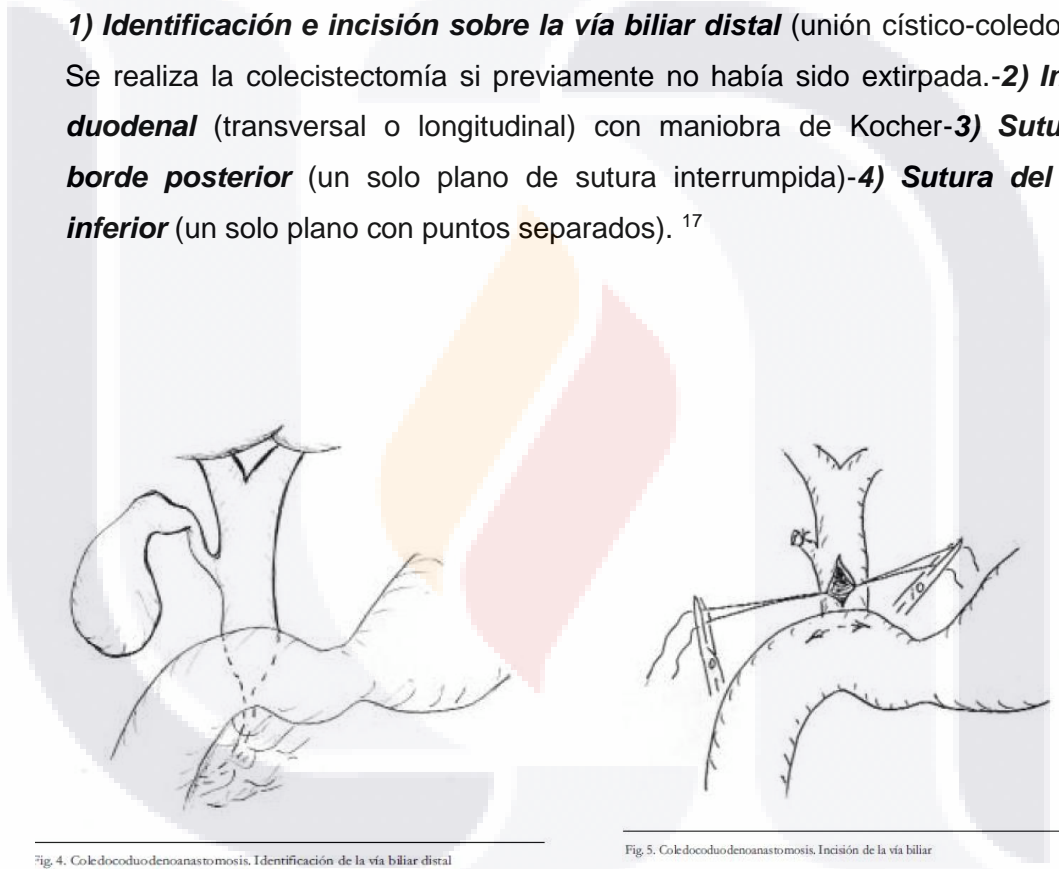 1) Identificación e incisión sobre la vía biliar distal (unión cístico-coledo
Se realiza la colecistectomía si previamente no había sido extirpada.-2) In
duodenal (transversal o longitudinal) con maniobra de Kocher-3) Sutu
borde posterior (un solo plano de sutura interrumpida)-4) Sutura del
inferior (un solo plano con puntos separados). 17
Fig. 4. Coledocoduodenoanastomosis. Identificación de la vía biliar distal
Fig. 5. Coledocoduodenoanastomosis. Incisión de la vía biliar